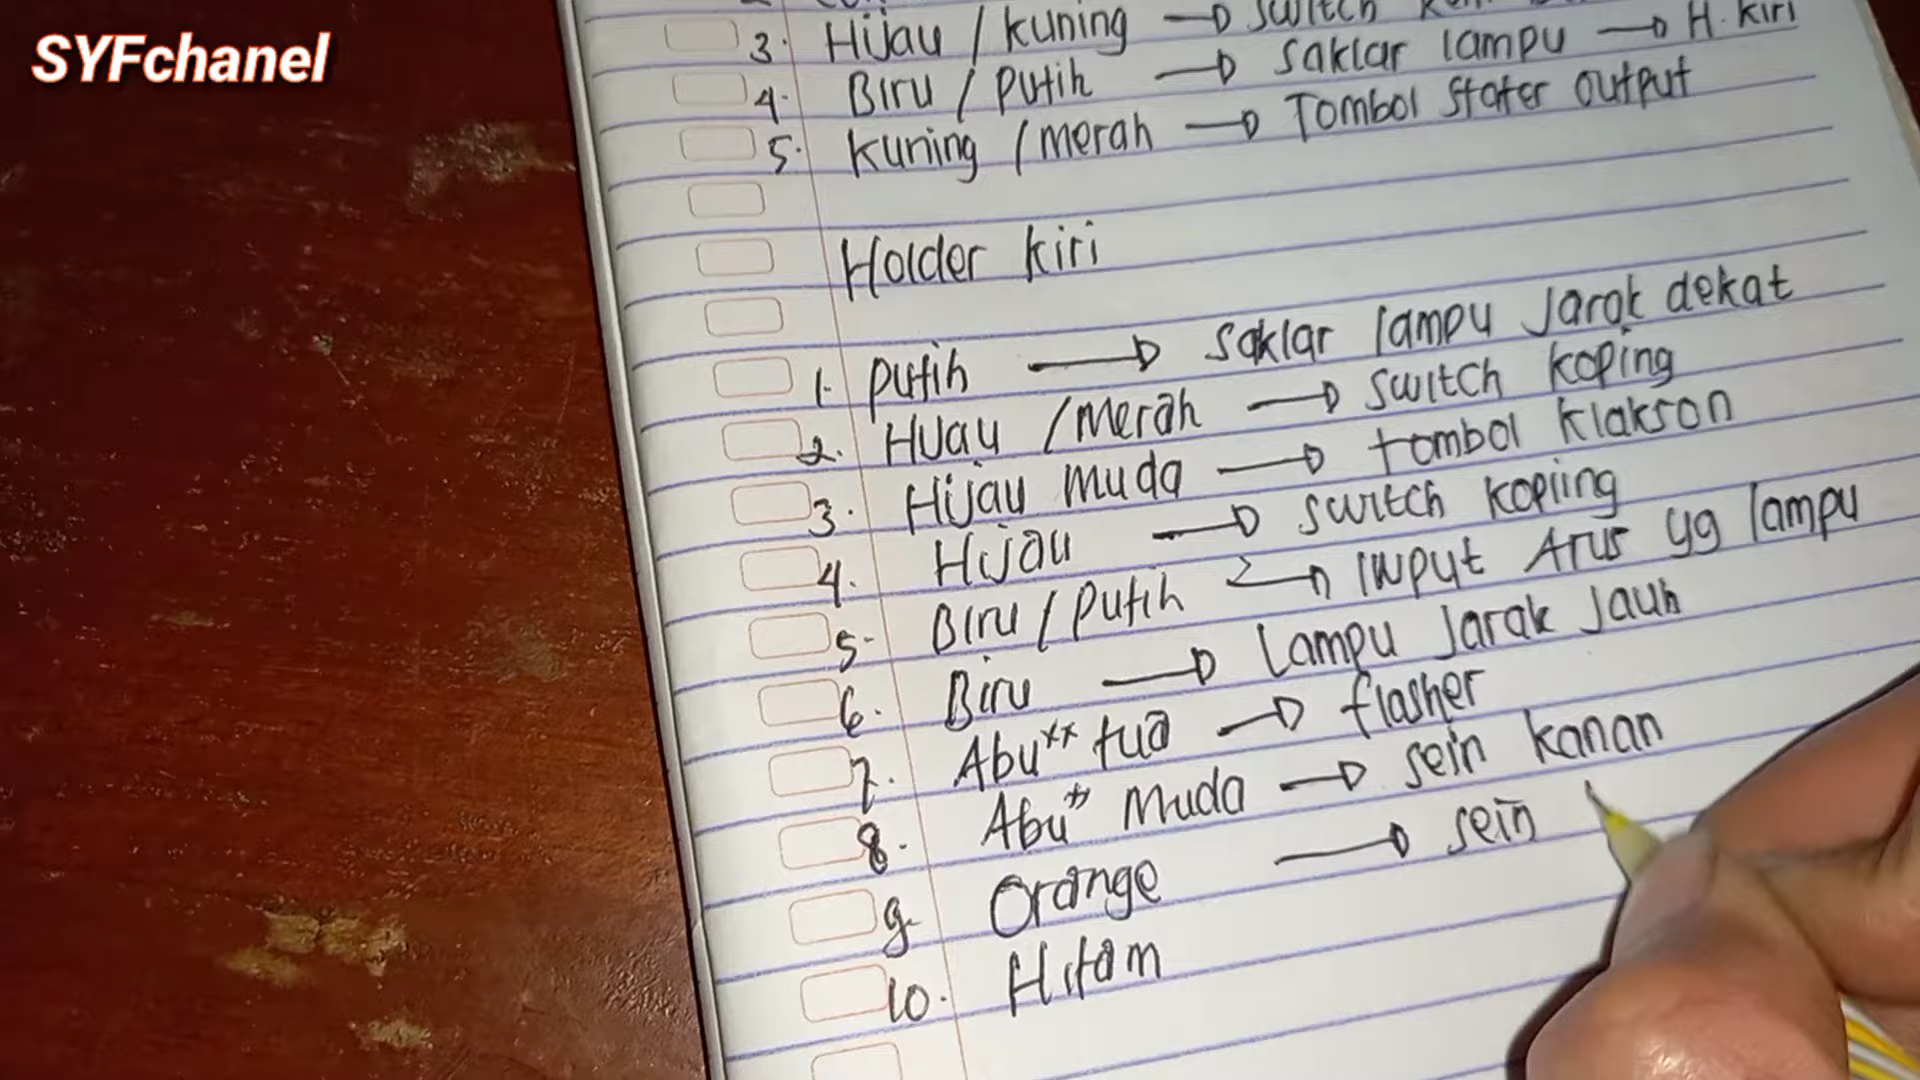 SYFchanel
3. Hijau / kuning → switch
4. Biru / putih → saklar lampu → H. kiri
5. kuning / merah → Tombol stater output
Holder kiri
1. putih → saklar lampu Jarak dekat
2. Hijau / Merah → switch koping
3. Hijau muda → tombol klakson
4. Hijau → switch kopiing
5. Biru / putih → INput Arus yg lampu
6. Biru → Lampu Jarak Jauh
7. Abu** tua → flasher
8. Abu** Muda → sein kanan
9. Orange → sein
10. Hitam